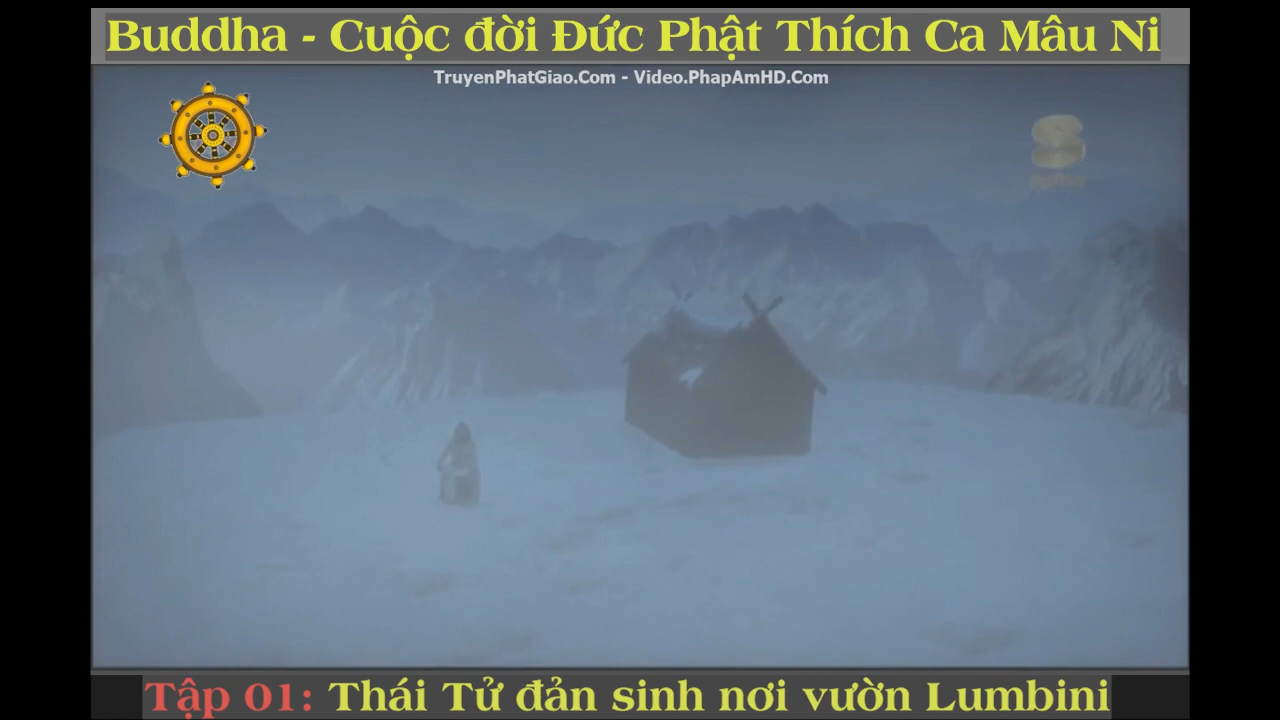 Buddha - Cuộc đời Đức Phật Thích Ca Mâu Ni
TruyenPhatGiao.Com - Video.PhapAmHD.Com
Tập 01: Thái Tử đản sinh nơi vườn Lumbini